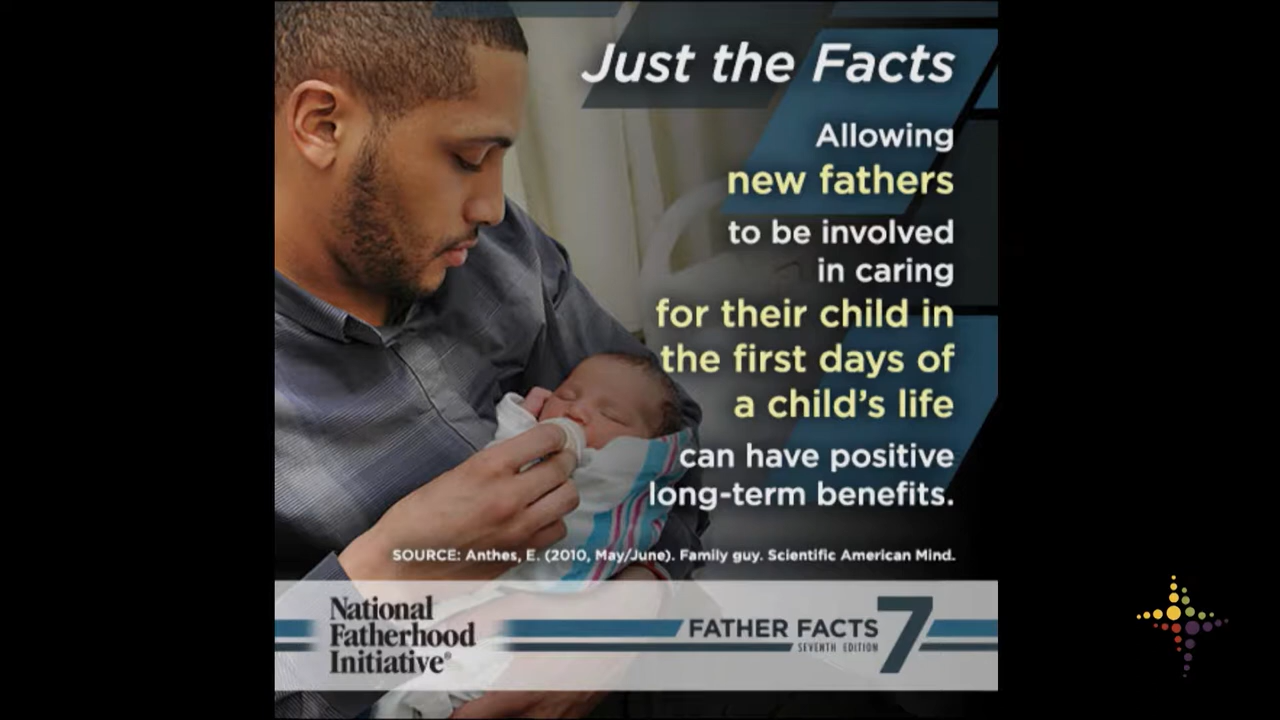 Just the Facts
Allowing
new fathers
to be involved
in caring
for their child in
the first days of
a child's life
can have positive
long-term benefits.
SOURCE: Anthes, E. (2010, May/June). Family guy. Scientific American Mind.
National
Fatherhood
Initiative®
FATHER FACTS 7
SEVENTH EDITION